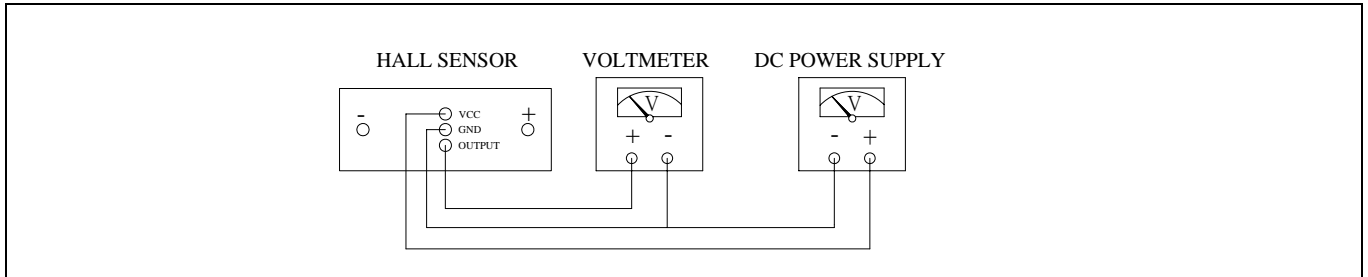 HALL SENSOR VOLTMETER DC POWER SUPPLY
V V
- VCC +
GND
OUTPUT
+ - - +